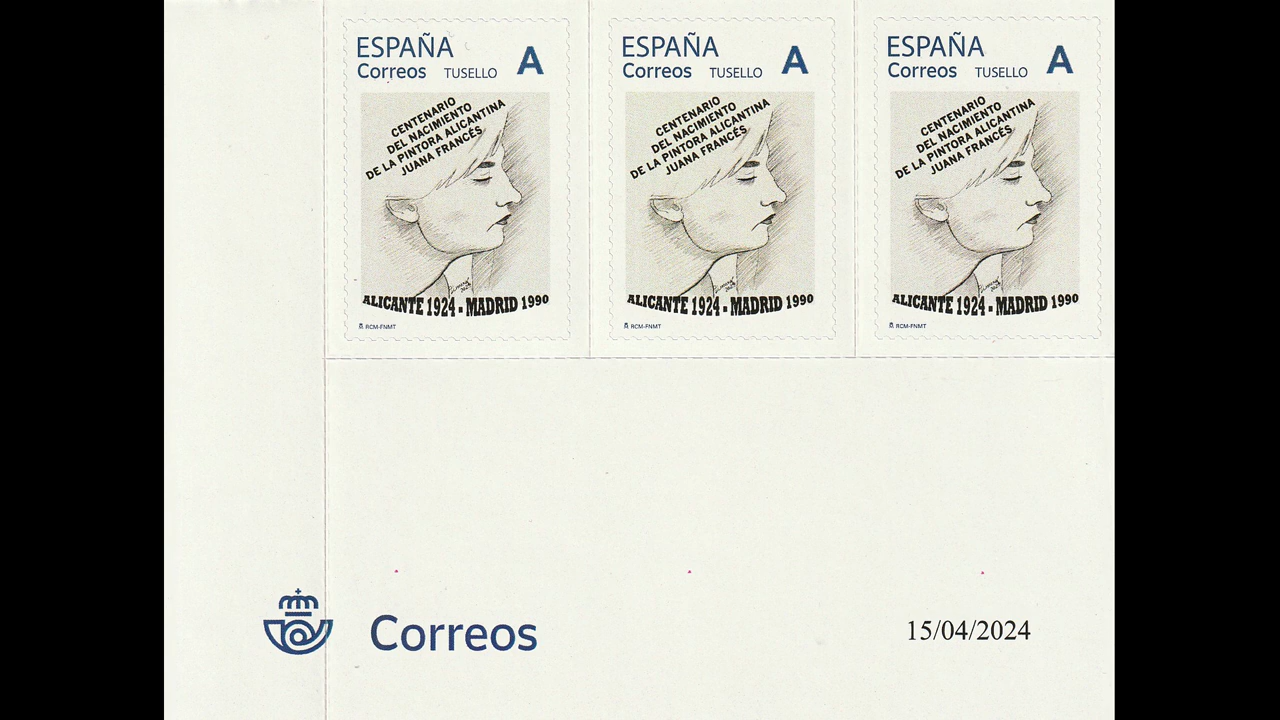 ESPAÑA
Correos TUSELLO A
CENTENARIO
DEL NACIMIENTO
DE LA PINTORA ALICANTINA
JUANA FRANCÉS
ALICANTE 1924 - MADRID 1990
RCM-FNMT
ESPAÑA
Correos TUSELLO A
CENTENARIO
DEL NACIMIENTO
DE LA PINTORA ALICANTINA
JUANA FRANCÉS
ALICANTE 1924 - MADRID 1990
RCM-FNMT
ESPAÑA
Correos TUSELLO A
CENTENARIO
DEL NACIMIENTO
DE LA PINTORA ALICANTINA
JUANA FRANCÉS
ALICANTE 1924 - MADRID 1990
RCM-FNMT
Correos
15/04/2024